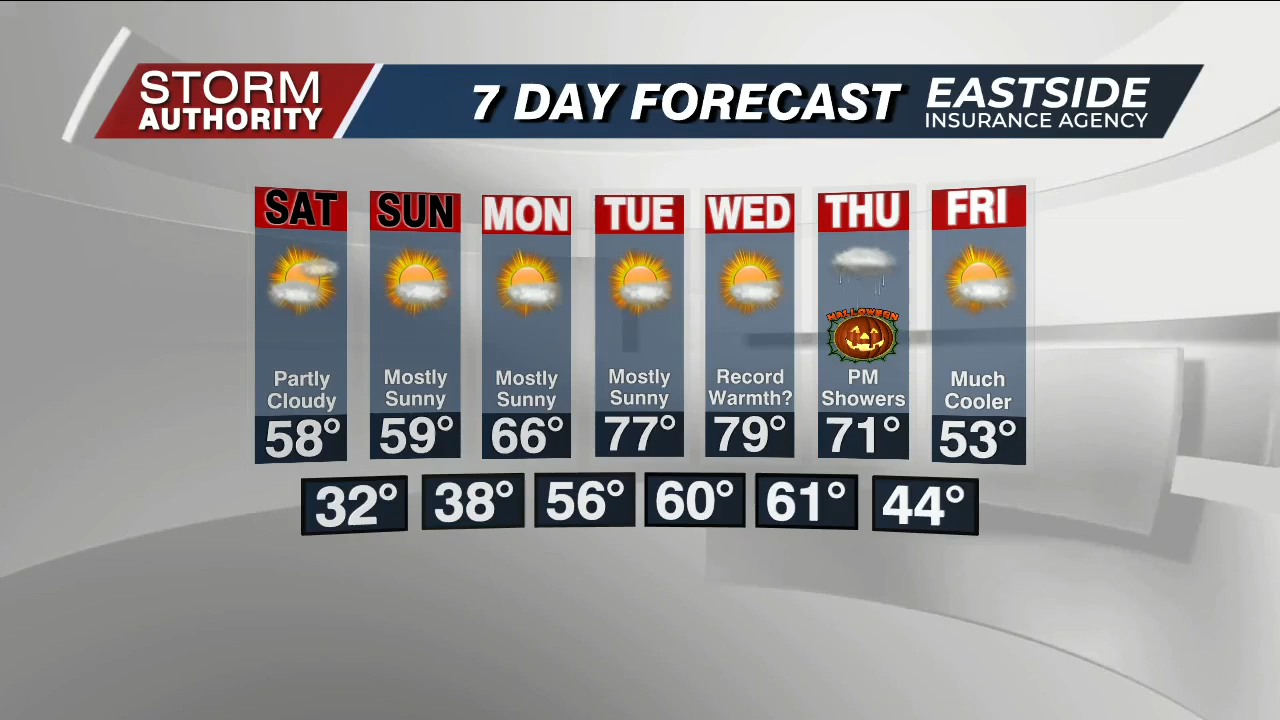 STORM
AUTHORITY
7 DAY FORECAST
EASTSIDE
INSURANCE AGENCY
SAT
SUN
MON
TUE
WED
THU
FRI
HALLOWEEN
Partly
Cloudy
Mostly
Sunny
Mostly
Sunny
Mostly
Sunny
Record
Warmth?
PM
Showers
Much
Cooler
58°
59°
66°
77°
79°
71°
53°
32°
38°
56°
60°
61°
44°